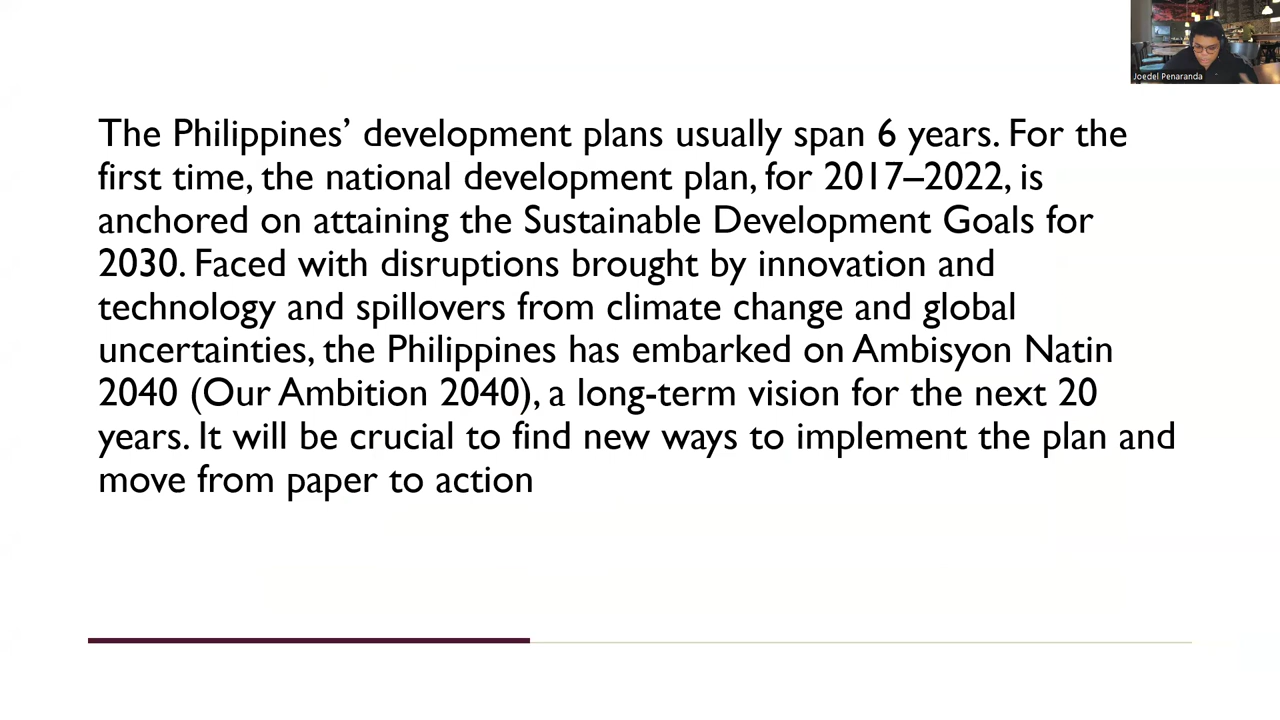 Joedel Penaranda
The Philippines’ development plans usually span 6 years. For the
first time, the national development plan, for 2017–2022, is
anchored on attaining the Sustainable Development Goals for
2030. Faced with disruptions brought by innovation and
technology and spillovers from climate change and global
uncertainties, the Philippines has embarked on Ambisyon Natin
2040 (Our Ambition 2040), a long-term vision for the next 20
years. It will be crucial to find new ways to implement the plan and
move from paper to action